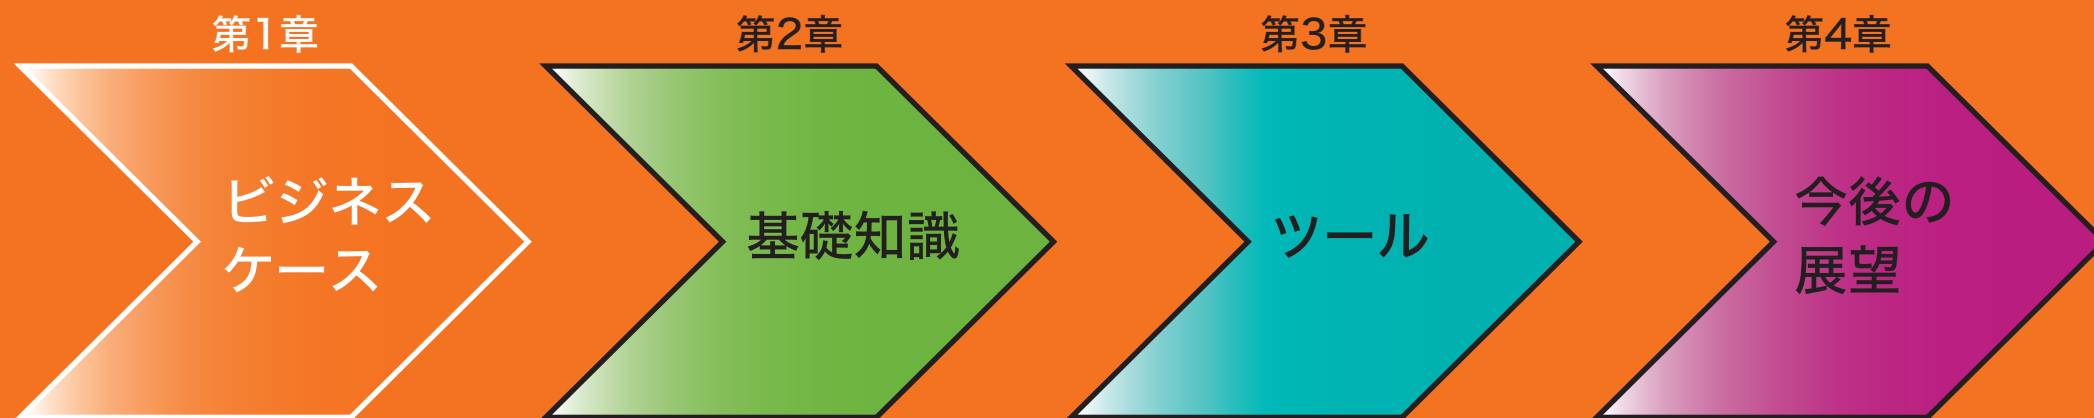 第1章
ビジネス
ケース
第2章
基礎知識
第3章
ツール
第4章
今後の
展望